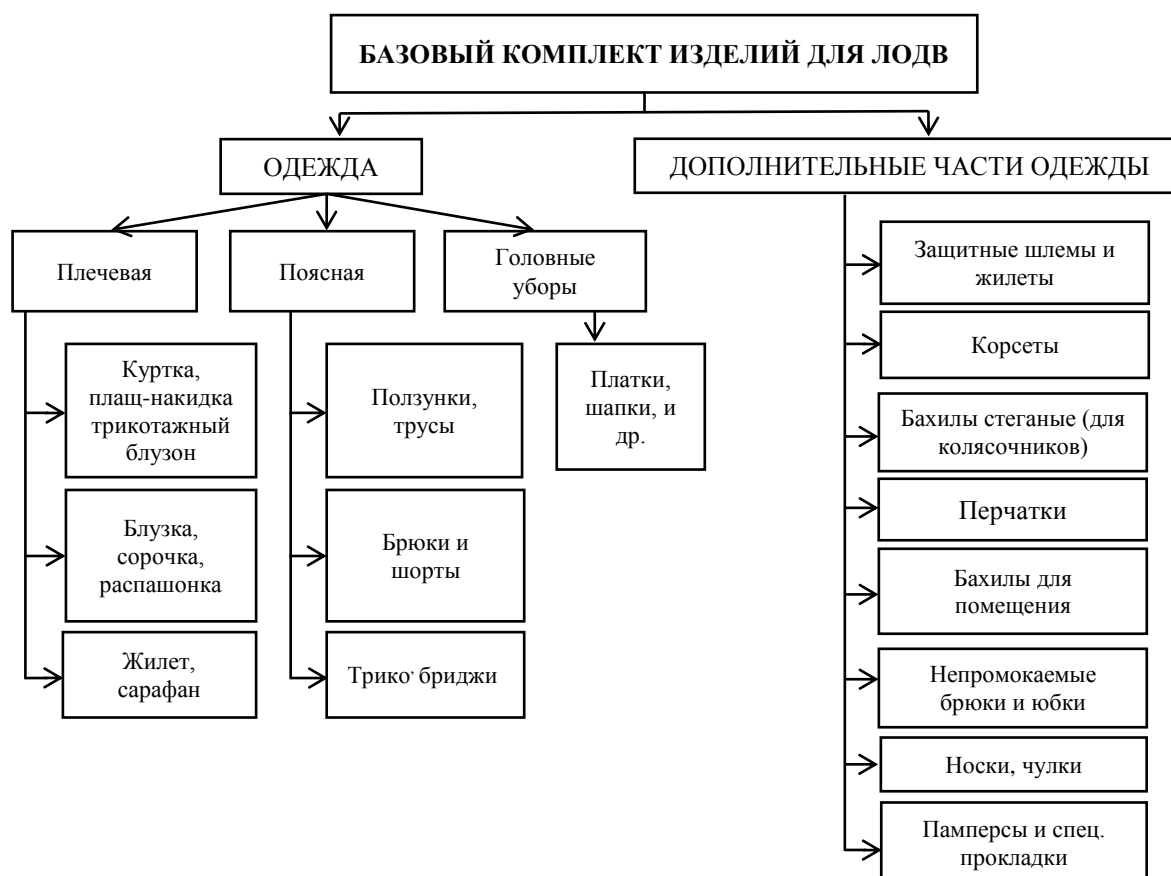 БАЗОВЫЙ КОМПЛЕКТ ИЗДЕЛИЙ ДЛЯ ЛОДВ
ОДЕЖДА
ДОПОЛНИТЕЛЬНЫЕ ЧАСТИ ОДЕЖДЫ
Плечевая
Поясная
Головные
уборы
Куртка,
плащ-накидка
трикотажный
блузон
Блузка,
сорочка,
распашонка
Жилет,
сарафан
Ползунки,
трусы
Брюки и
шорты
Трико, бриджи
Платки,
шапки, и
др.
Защитные шлемы и
жилеты
Корсеты
Бахилы стеганые (для
колясочников)
Перчатки
Бахилы для
помещения
Непромокаемые
брюки и юбки
Носки, чулки
Памперсы и спец.
прокладки